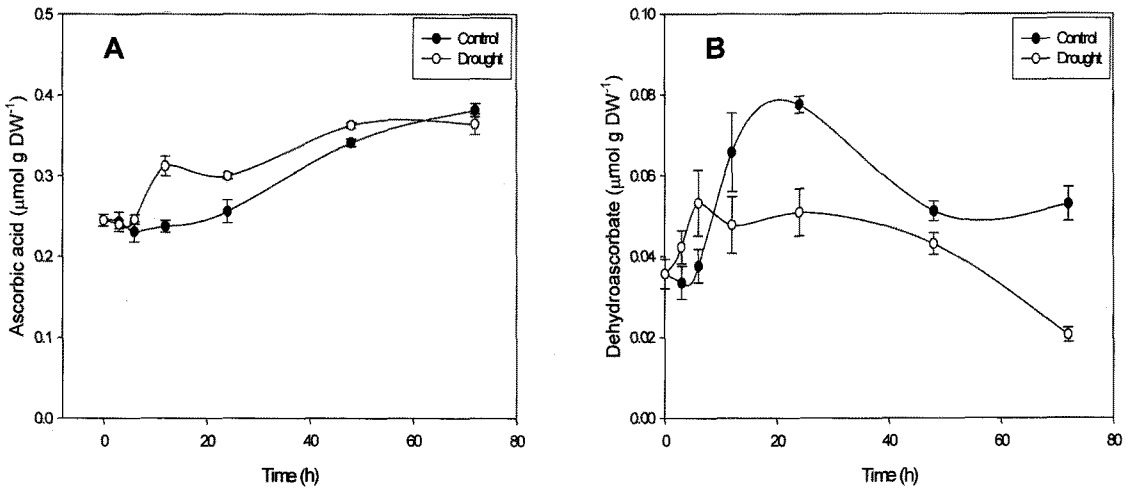 A
Control
Drought
Ascorbic acid (μmol g DW⁻¹)
0.5
0.4
0.3
0.2
0.1
0.0
0
20
40
60
80
Time (h)
B
Control
Drought
Dehydroascorbate (μmol g DW⁻¹)
0.10
0.08
0.06
0.04
0.02
0.00
0
20
40
60
80
Time (h)